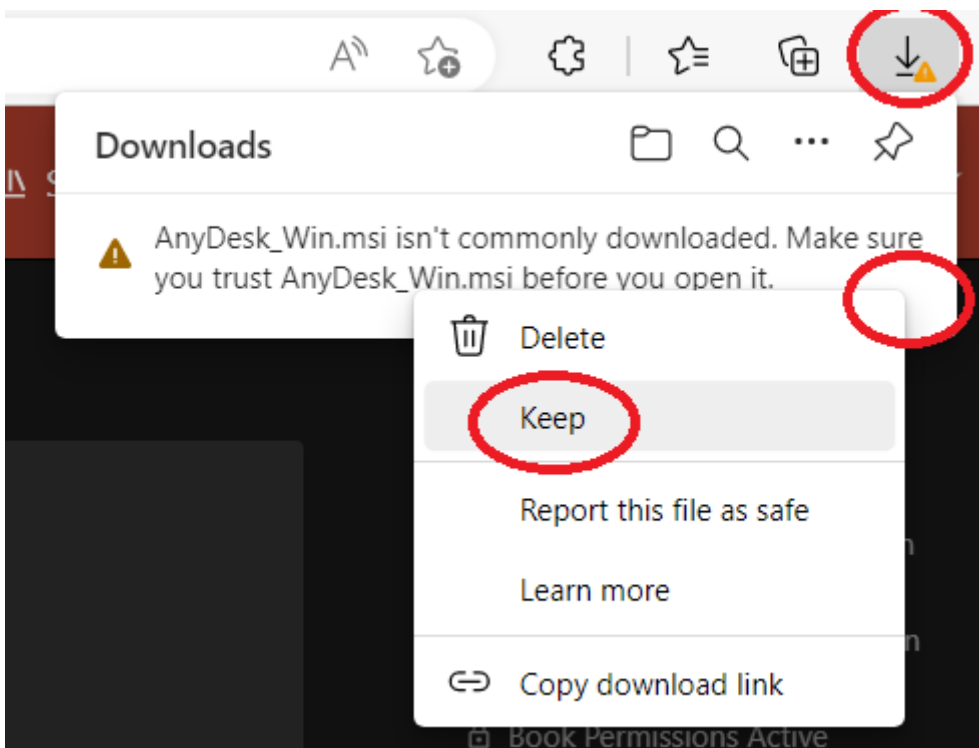 Downloads
AnyDesk_Win.msi isn't commonly downloaded. Make sure
you trust AnyDesk_Win.msi before you open it.
Delete
Keep
Report this file as safe
Learn more
Copy download link
Book Permissions Active